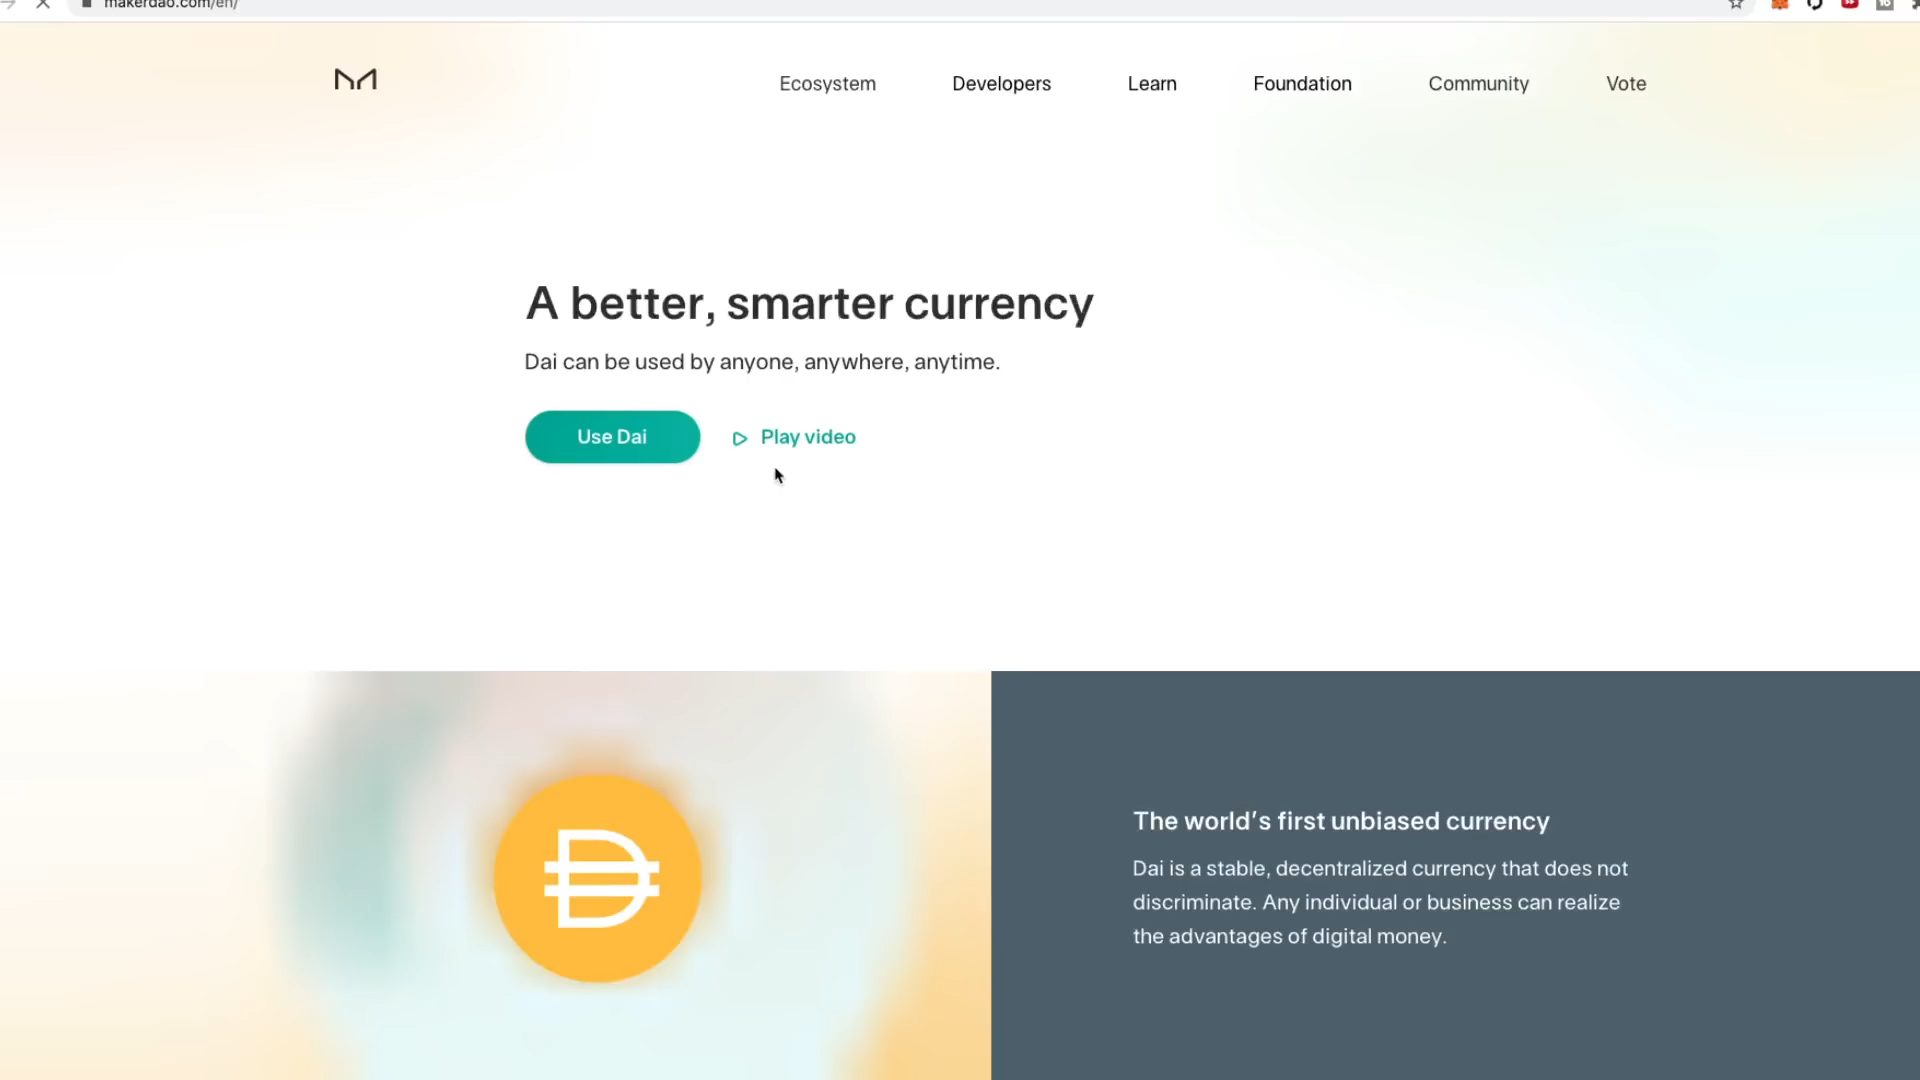 makerdao.com/en/
Ecosystem Developers Learn Foundation Community Vote
A better, smarter currency
Dai can be used by anyone, anywhere, anytime.
Use Dai Play video
The world's first unbiased currency
Dai is a stable, decentralized currency that does not
discriminate. Any individual or business can realize
the advantages of digital money.